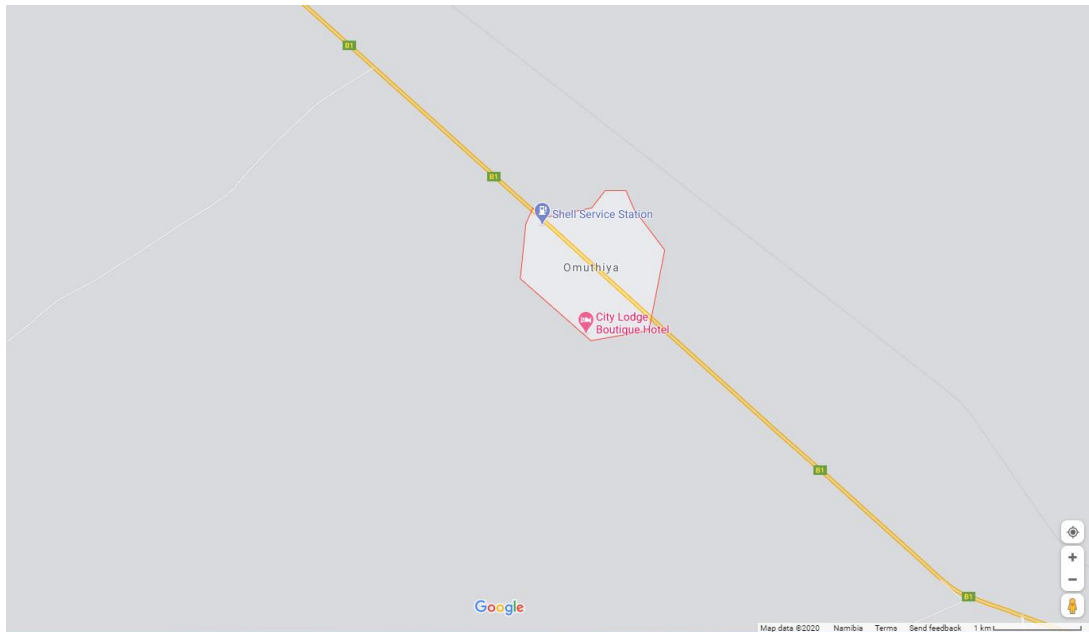 B1
B1
Shell Service Station
Omuthiya
City Lodge
Boutique Hotel
B1
B1
Google
Map data ©2020 Namibia Terms Send feedback 1 km